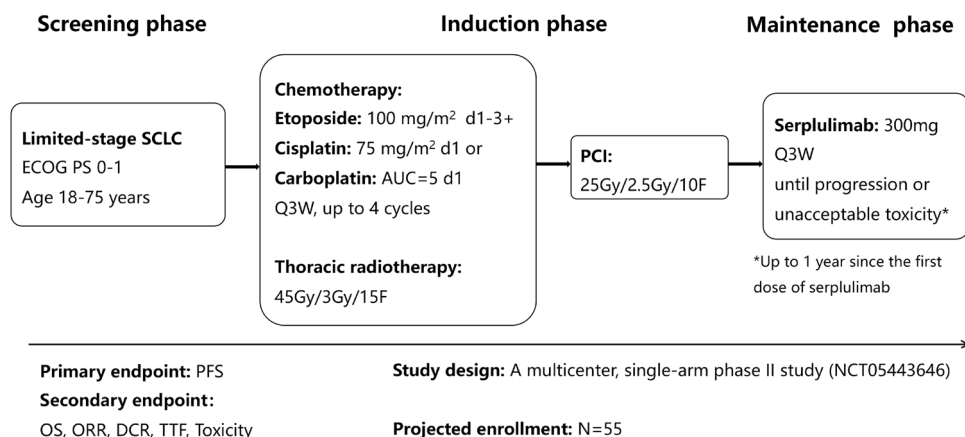 Screening phase
Induction phase
Maintenance phase
Limited-stage SCLC
ECOG PS 0-1
Age 18-75 years
Chemotherapy:
Etoposide: 100 mg/m² d1-3+
Cisplatin: 75 mg/m² d1 or
Carboplatin: AUC=5 d1
Q3W, up to 4 cycles
Thoracic radiotherapy:
45Gy/3Gy/15F
PCI:
25Gy/2.5Gy/10F
Serplulimab: 300mg
Q3W
until progression or
unacceptable toxicity*
*Up to 1 year since the first
dose of serplulimab
Primary endpoint: PFS
Secondary endpoint:
OS, ORR, DCR, TTF, Toxicity
Study design: A multicenter, single-arm phase II study (NCT05443646)
Projected enrollment: N=55